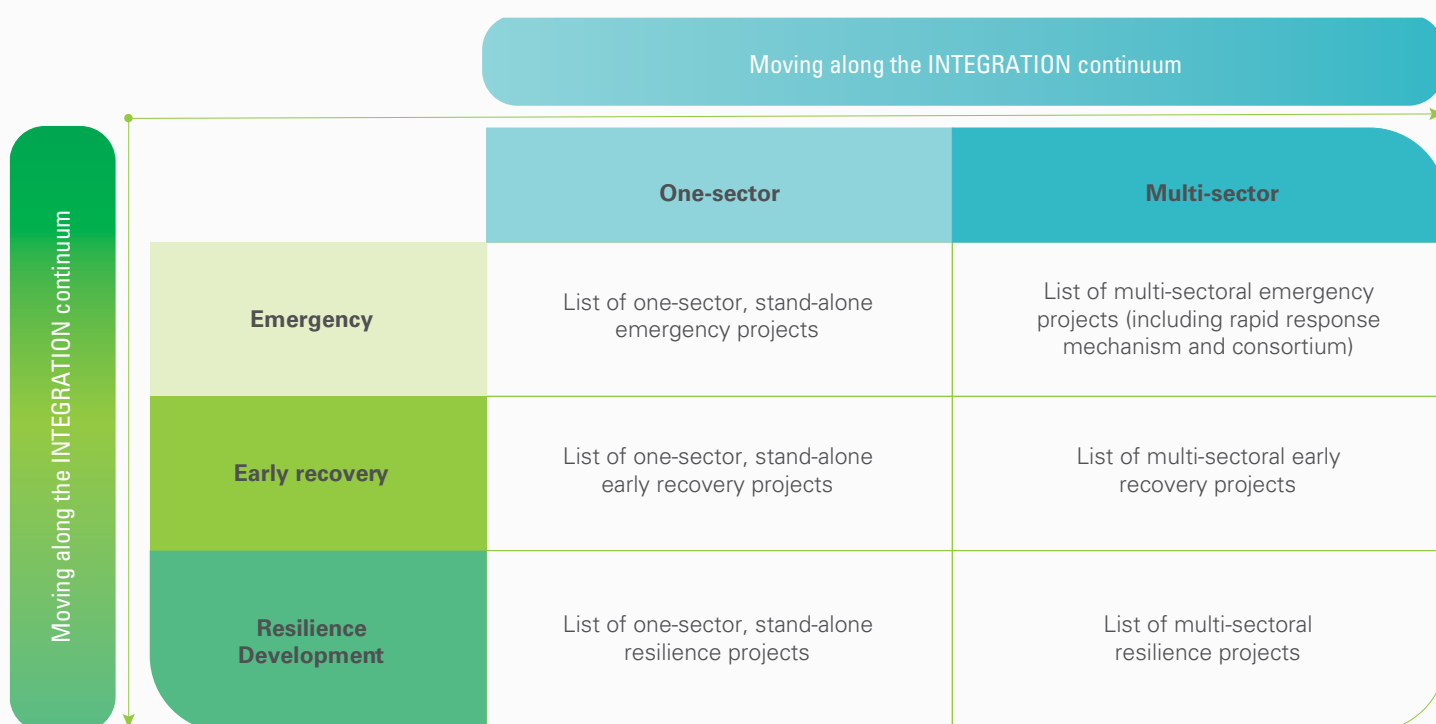 Moving along the INTEGRATION continuum
Moving along the INTEGRATION continuum
One-sector
Multi-sector
Emergency
List of one-sector, stand-alone
emergency projects
List of multi-sectoral emergency
projects (including rapid response
mechanism and consortium)
Early recovery
List of one-sector, stand-alone
early recovery projects
List of multi-sectoral early
recovery projects
Resilience
Development
List of one-sector, stand-alone
resilience projects
List of multi-sectoral
resilience projects